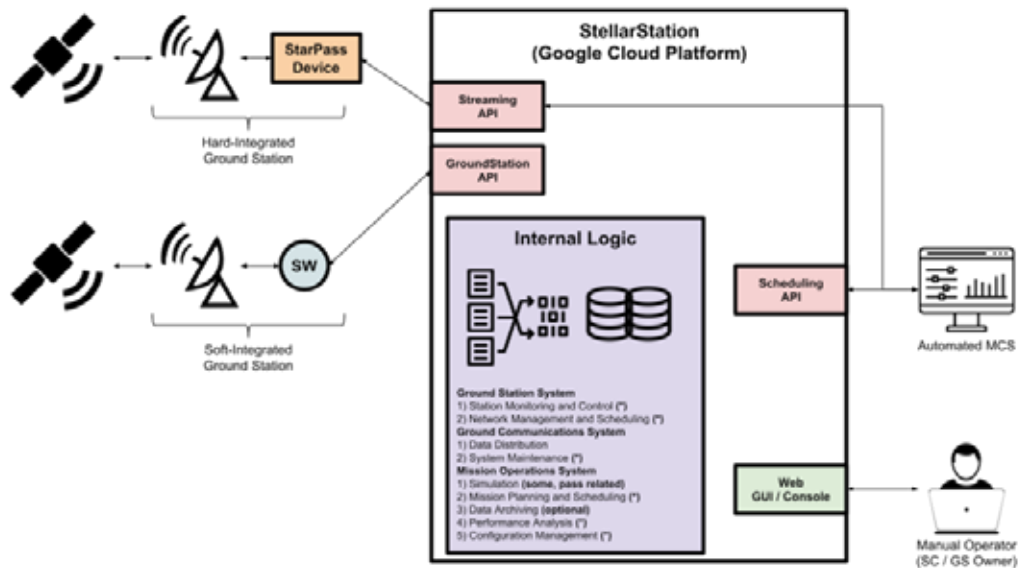 StellarStation
(Google Cloud Platform)
StarPass
Device
Streaming
API
Hard-Integrated
Ground Station
GroundStation
API
SW
Soft-Integrated
Ground Station
Internal Logic
Ground Station System
1) Station Monitoring and Control (*)
2) Network Management and Scheduling (*)
Ground Communications System
1) Data Distribution
2) System Maintenance (*)
Mission Operations System
1) Simulation (some, pass related)
2) Mission Planning and Scheduling (*)
3) Data Archiving (optional)
4) Performance Analysis (*)
5) Configuration Management (*)
Scheduling
API
Automated MCS
Web
GUI / Console
Manual Operator
(SC / GS Owner)